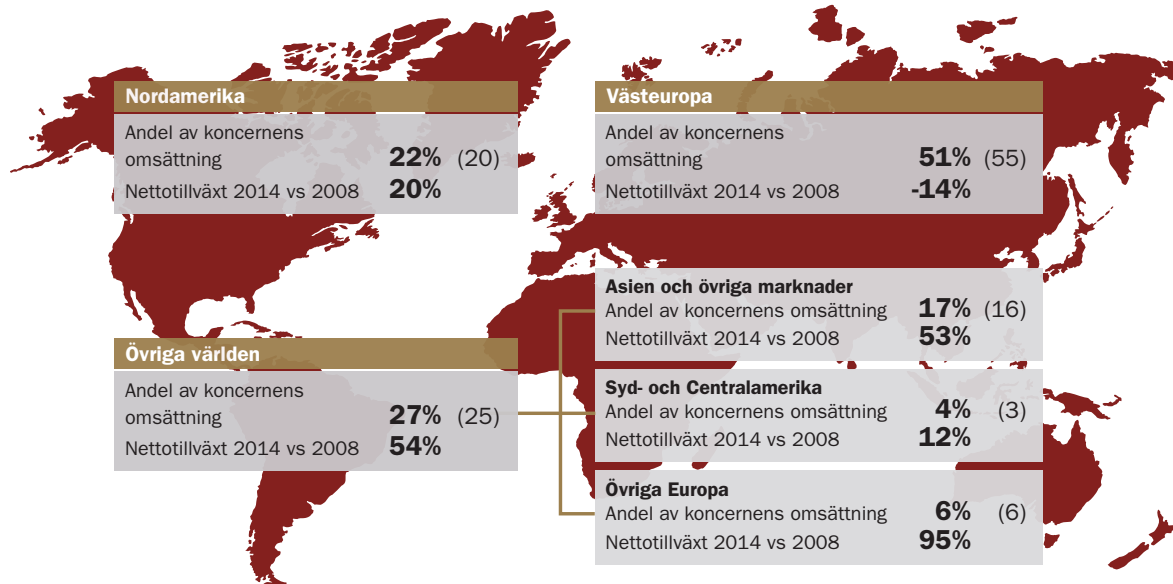 Nordamerika
Andel av koncernens
omsättning 22% (20)
Nettotillväxt 2014 vs 2008 20%
Västeuropa
Andel av koncernens
omsättning 51% (55)
Nettotillväxt 2014 vs 2008 -14%
Övriga världen
Andel av koncernens
omsättning 27% (25)
Nettotillväxt 2014 vs 2008 54%
Asien och övriga marknader
Andel av koncernens omsättning 17% (16)
Nettotillväxt 2014 vs 2008 53%
Syd- och Centralamerika
Andel av koncernens omsättning 4% (3)
Nettotillväxt 2014 vs 2008 12%
Övriga Europa
Andel av koncernens omsättning 6% (6)
Nettotillväxt 2014 vs 2008 95%